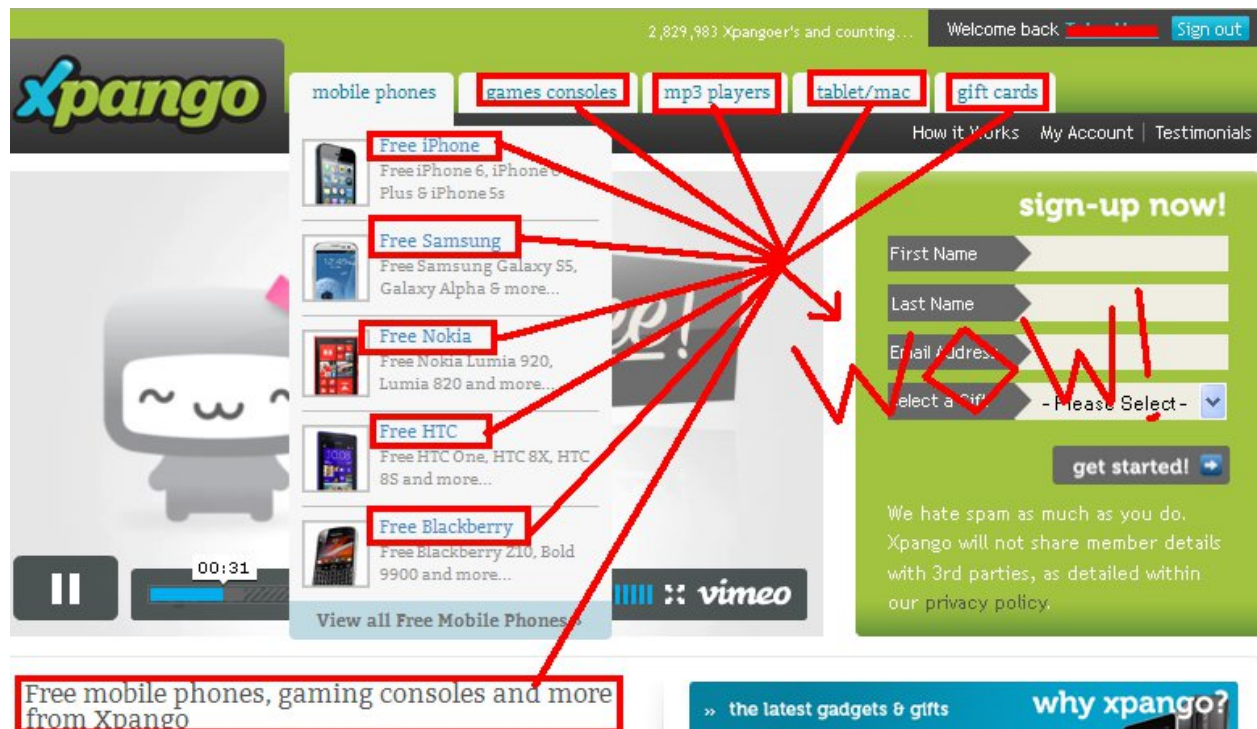 2,829,983 Xpangoer's and counting...
Welcome back
Sign out
xpango
mobile phones
games consoles
mp3 players
tablet/mac
gift cards
How it Works My Account | Testimonials
Free iPhone
Free iPhone 6, iPhone 6
Plus & iPhone 5s
Free Samsung
Free Samsung Galaxy S5,
Galaxy Alpha & more...
Free Nokia
Free Nokia Lumia 920,
Lumia 820 and more...
Free HTC
Free HTC One, HTC 8X, HTC
8S and more...
Free Blackberry
Free Blackberry Z10, Bold
9900 and more...
View all Free Mobile Phones »
00:31
vimeo
sign-up now!
First Name
Last Name
Email Address
Select a Gift
- Please Select -
WOW!
get started!
We hate spam as much as you do.
Xpango will not share member details
with 3rd parties, as detailed within
our privacy policy.
Free mobile phones, gaming consoles and more
from Xpango
» the latest gadgets & gifts
why xpango?